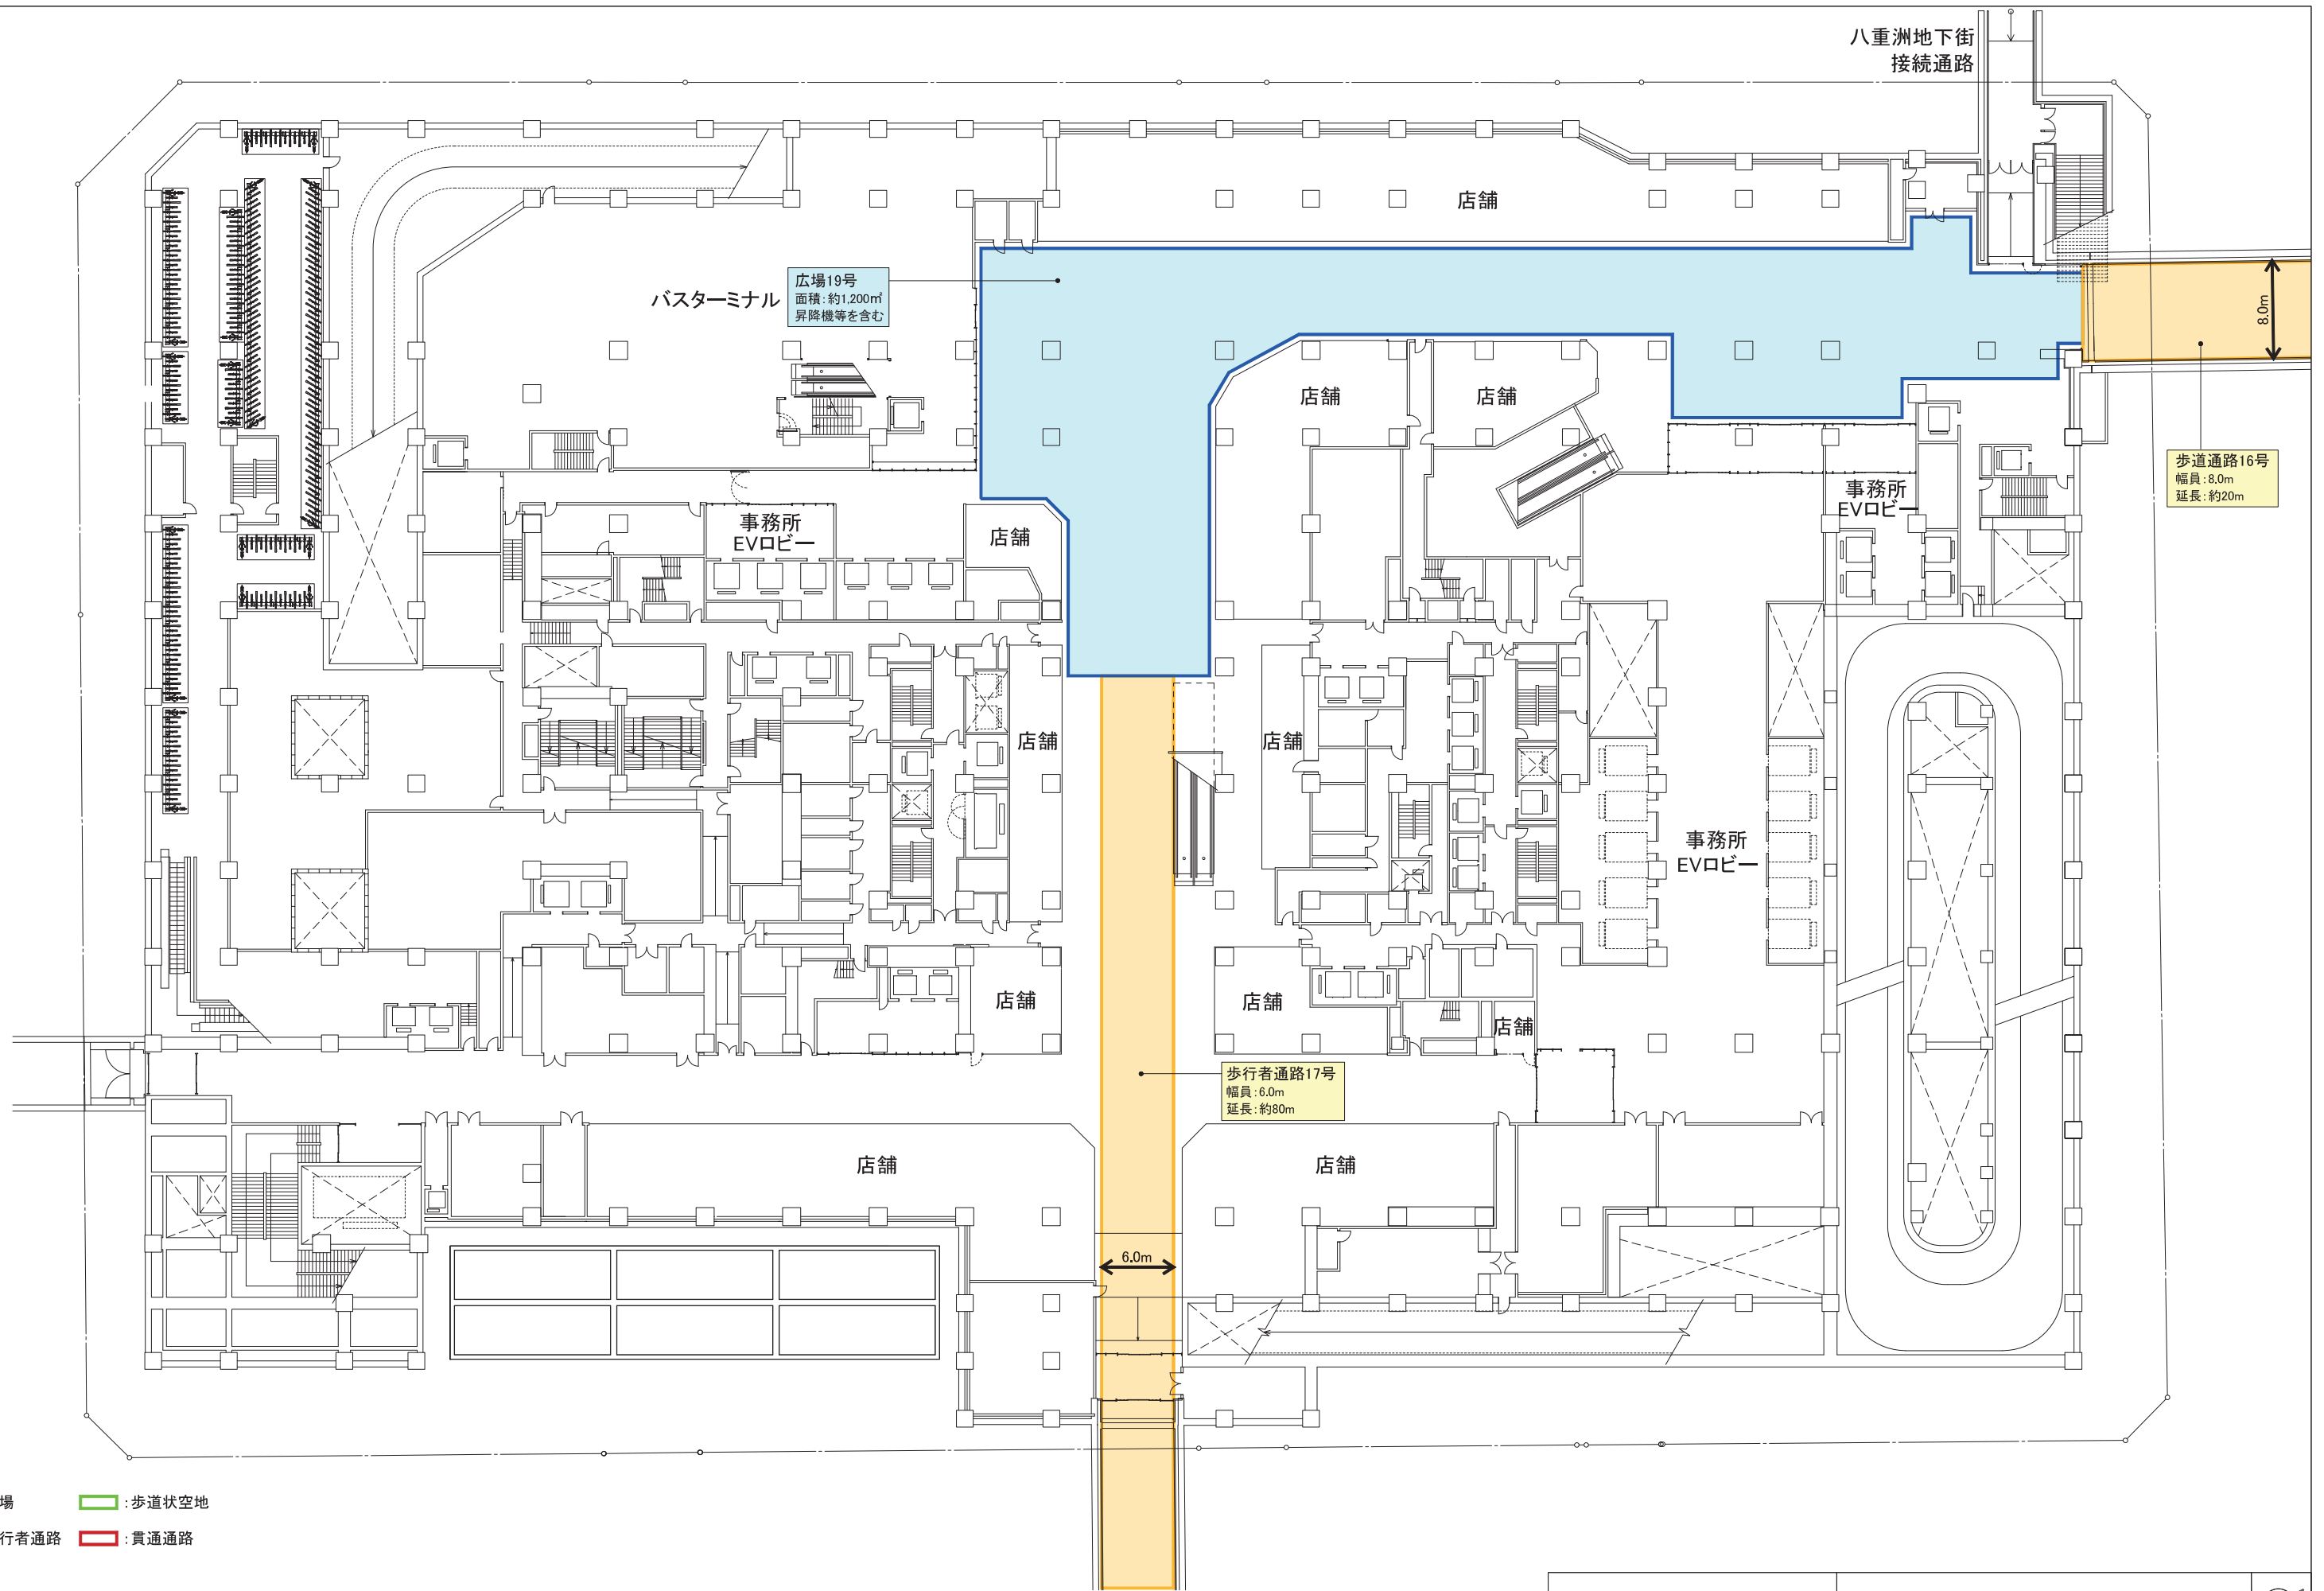 八重洲地下街
接続通路
店舗
バスターミナル
広場19号
面積：約1,200㎡
昇降機等を含む
8.0m
店舗
店舗
歩道通路16号
幅員：8.0m
延長：約20m
事務所
EVロビー
事務所
EVロビー
店舗
店舗
店舗
事務所
EVロビー
店舗
店舗
店舗
歩行者通路17号
幅員：6.0m
延長：約80m
店舗
店舗
6.0m
場
：歩道状空地
行者通路
：貫通通路